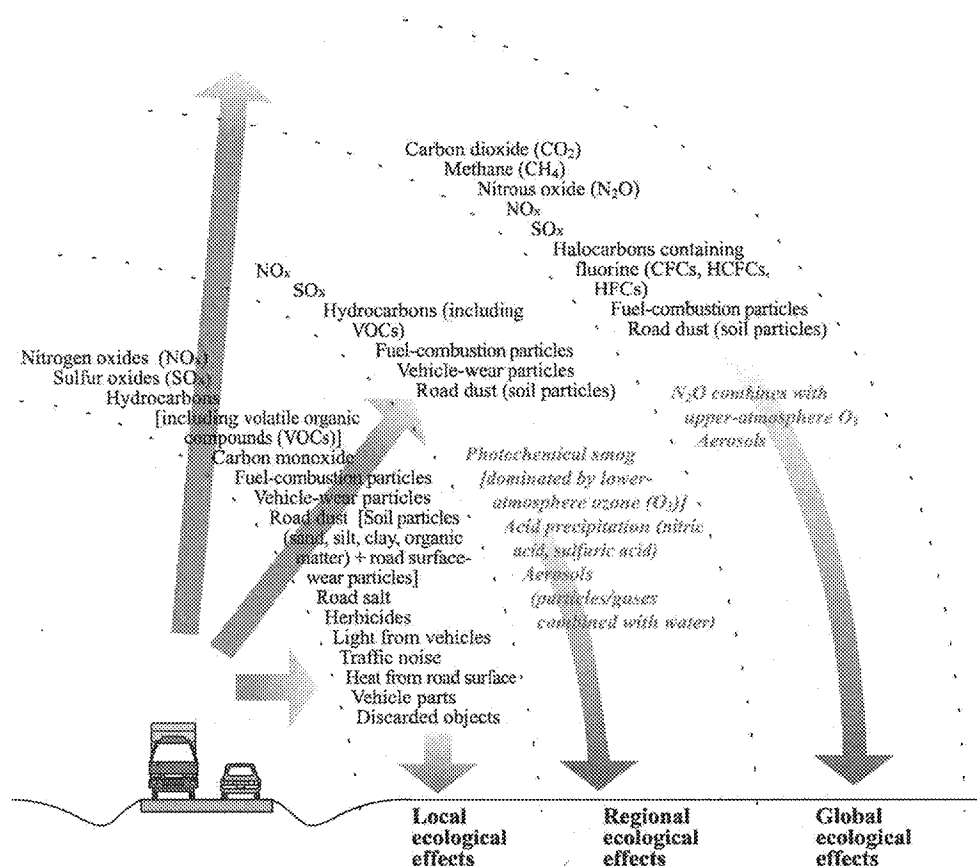 Carbon dioxide (CO₂)
Methane (CH₄)
Nitrous oxide (N₂O)
NOₓ
SOₓ
Halocarbons containing
fluorine (CFCs, HCFCs,
HFCs)
Fuel-combustion particles
Road dust (soil particles)
NOₓ
SOₓ
Hydrocarbons (including
VOCs)
Fuel-combustion particles
Vehicle-wear particles
Road dust (soil particles)
Nitrogen oxides (NOₓ)
Sulfur oxides (SOₓ)
Hydrocarbons
[including volatile organic
compounds (VOCs)]
Carbon monoxide
Fuel-combustion particles
Vehicle-wear particles
Road dust [Soil particles
(sand, silt, clay, organic
matter) + road surface-
wear particles]
Road salt
Herbicides
Light from vehicles
Traffic noise
Heat from road surface
Vehicle parts
Discarded objects
N₂O combines with
upper-atmosphere O₃
Aerosols
Photochemical smog
[dominated by lower-
atmosphere ozone (O₃)]
Acid precipitation (nitric
acid, sulfuric acid)
Aerosols
(particles/gases
combined with water)
Local
ecological
effects
Regional
ecological
effects
Global
ecological
effects